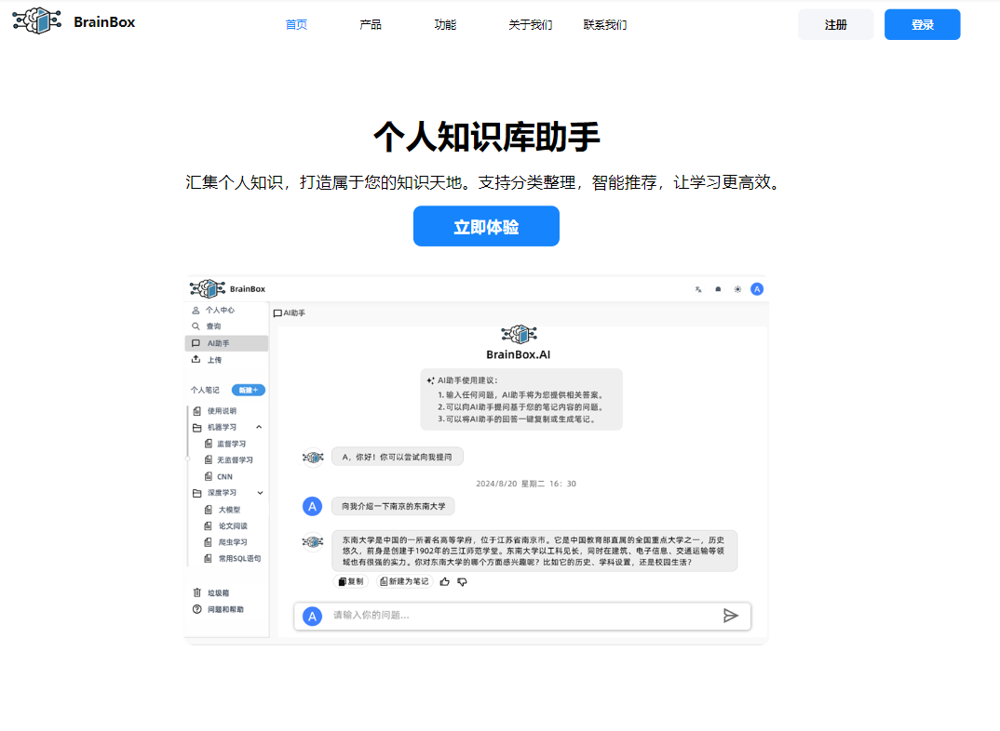 BrainBox
首页
产品
功能
关于我们
联系我们
注册
登录
个人知识库助手
汇集个人知识，打造属于您的知识天地。支持分类整理，智能推荐，让学习更高效。
立即体验
BrainBox
A
个人中心
查询
AI助手
上传
个人笔记
新建+
使用说明
机器学习
监督学习
无监督学习
CNN
深度学习
大模型
论文阅读
爬虫学习
常用SQL语句
垃圾箱
问题和帮助
AI助手
BrainBox.AI
AI助手使用建议：
1. 输入任何问题，AI助手将为您提供相关答案。
2. 可以向AI助手提问基于您的笔记内容的问题。
3. 可以将AI助手的回答一键复制或生成笔记。
A，你好！你可以尝试向我提问
2024/8/20 星期二 16：30
A
向我介绍一下南京的东南大学
东南大学是中国的一所著名高等学府，位于江苏省南京市。它是中国教育部直属的全国重点大学之一，历史
悠久，前身是创建于1902年的三江师范学堂。东南大学以工科见长，同时在建筑、电子信息、交通运输等领
域也有很强的实力。你对东南大学的哪个方面感兴趣呢？比如它的历史、学科设置，还是校园生活？
复制
新建为笔记
A
请输入你的问题...